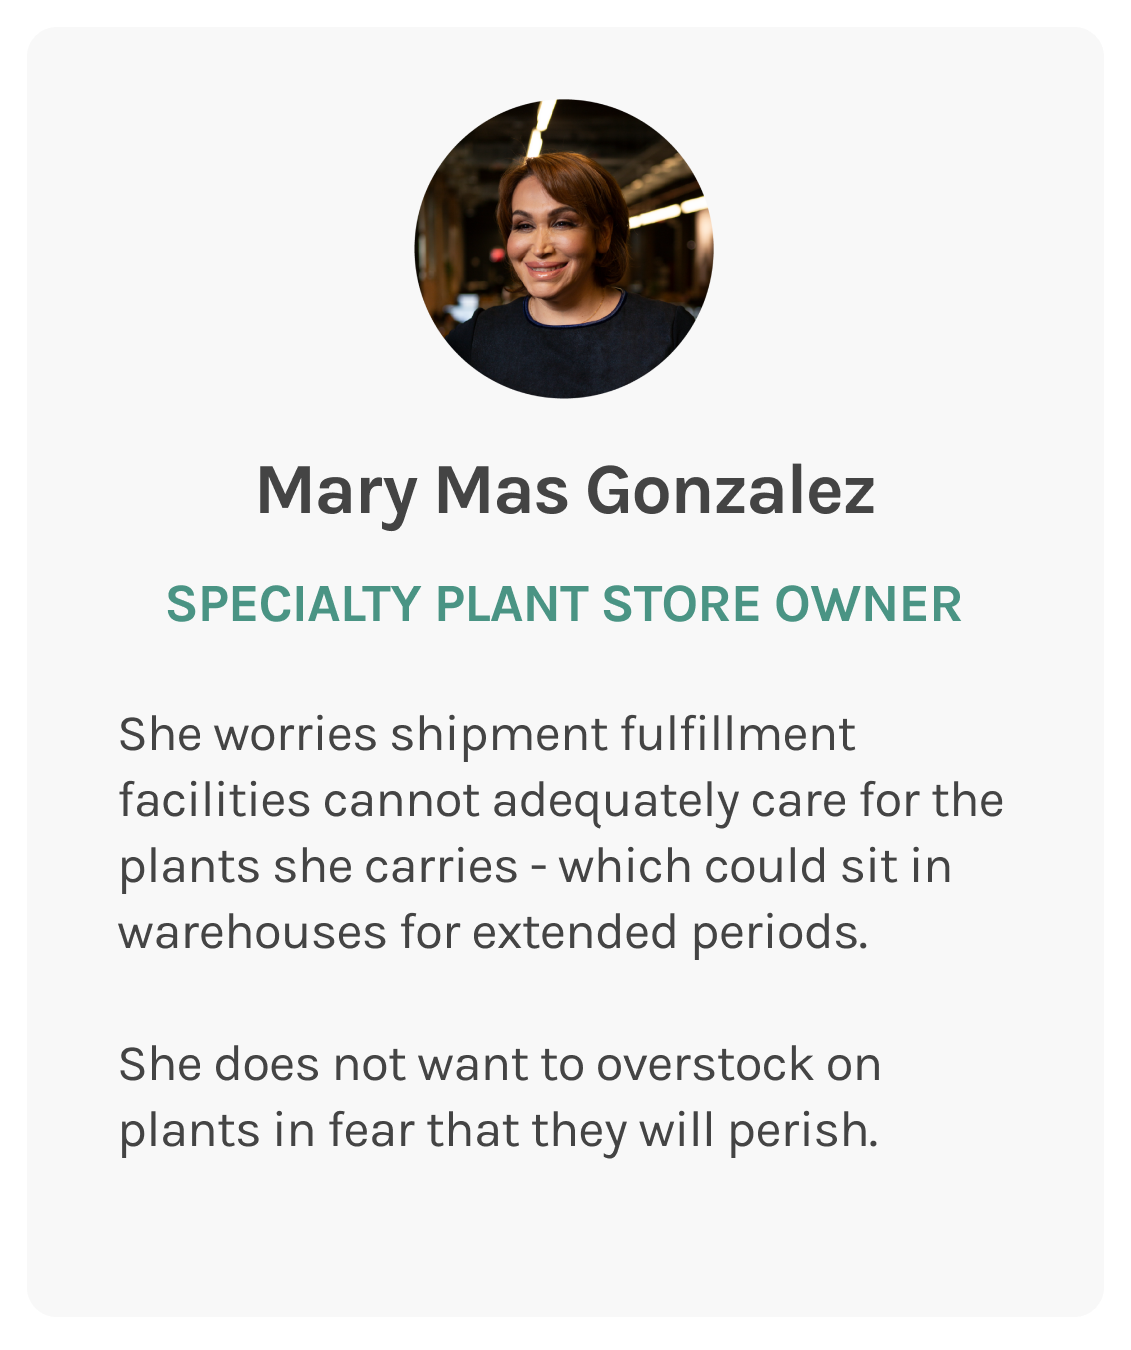 Mary Mas Gonzalez
SPECIALTY PLANT STORE OWNER
She worries shipment fulfillment
facilities cannot adequately care for the
plants she carries - which could sit in
warehouses for extended periods.
She does not want to overstock on
plants in fear that they will perish.